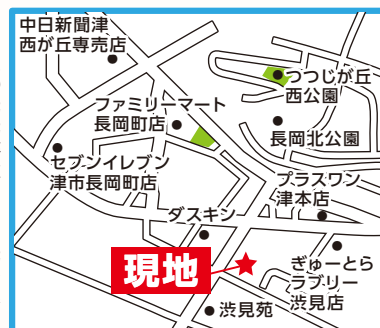 中日新聞津
西が丘専売店
つつじが丘
西公園
ファミリーマート
長岡町店
長岡北公園
セブンイレブン
津市長岡町店
プラスワン
津本店
ダスキン
現地
ぎゅーとら
ラブリー
渋見店
渋見苑